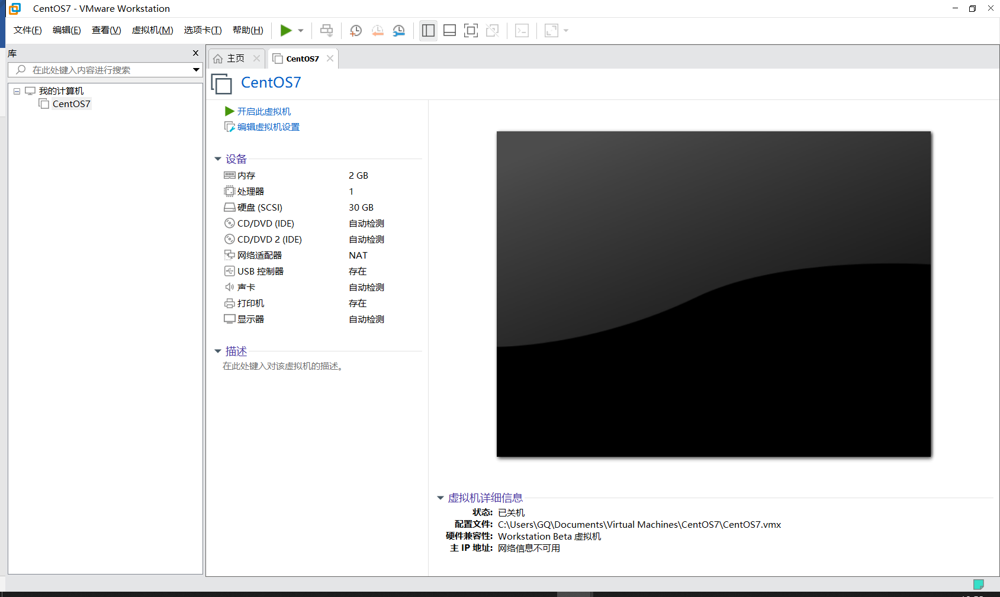 CentOS7 - VMware Workstation
文件(F) 编辑(E) 查看(V) 虚拟机(M) 选项卡(T) 帮助(H)
库
在此处键入内容进行搜索
我的计算机
CentOS7
主页
CentOS7
CentOS7
开启此虚拟机
编辑虚拟机设置
设备
内存 2 GB
处理器 1
硬盘 (SCSI) 30 GB
CD/DVD (IDE) 自动检测
CD/DVD 2 (IDE) 自动检测
网络适配器 NAT
USB 控制器 存在
声卡 自动检测
打印机 存在
显示器 自动检测
描述
在此处键入对该虚拟机的描述。
虚拟机详细信息
状态: 已关机
配置文件: C:\Users\GQ\Documents\Virtual Machines\CentOS7\CentOS7.vmx
硬件兼容性: Workstation Beta 虚拟机
主 IP 地址: 网络信息不可用